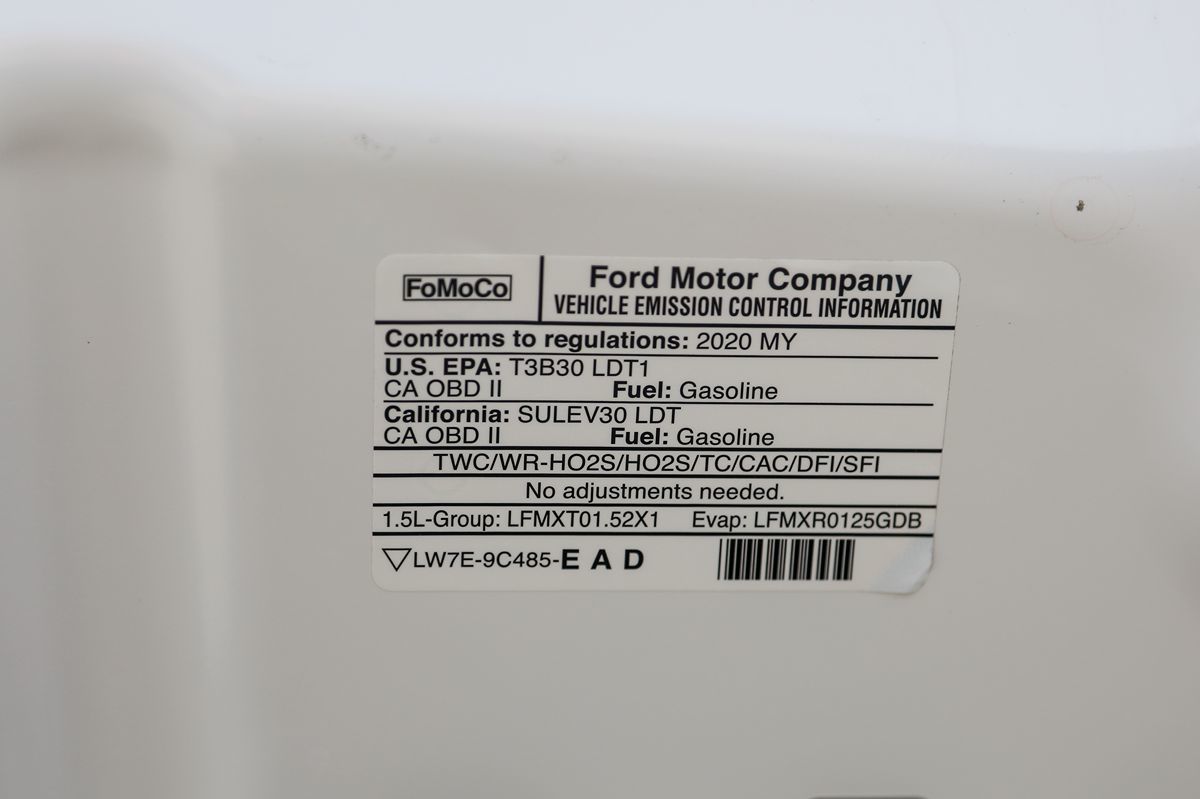 FoMoCo
Ford Motor Company
VEHICLE EMISSION CONTROL INFORMATION
Conforms to regulations: 2020 MY
U.S. EPA: T3B30 LDT1
CA OBD II Fuel: Gasoline
California: SULEV30 LDT
CA OBD II Fuel: Gasoline
TWC/WR-HO2S/HO2S/TC/CAC/DFI/SFI
No adjustments needed.
1.5L-Group: LFMXT01.52X1 Evap: LFMXR0125GDB
LW7E-9C485-E A D